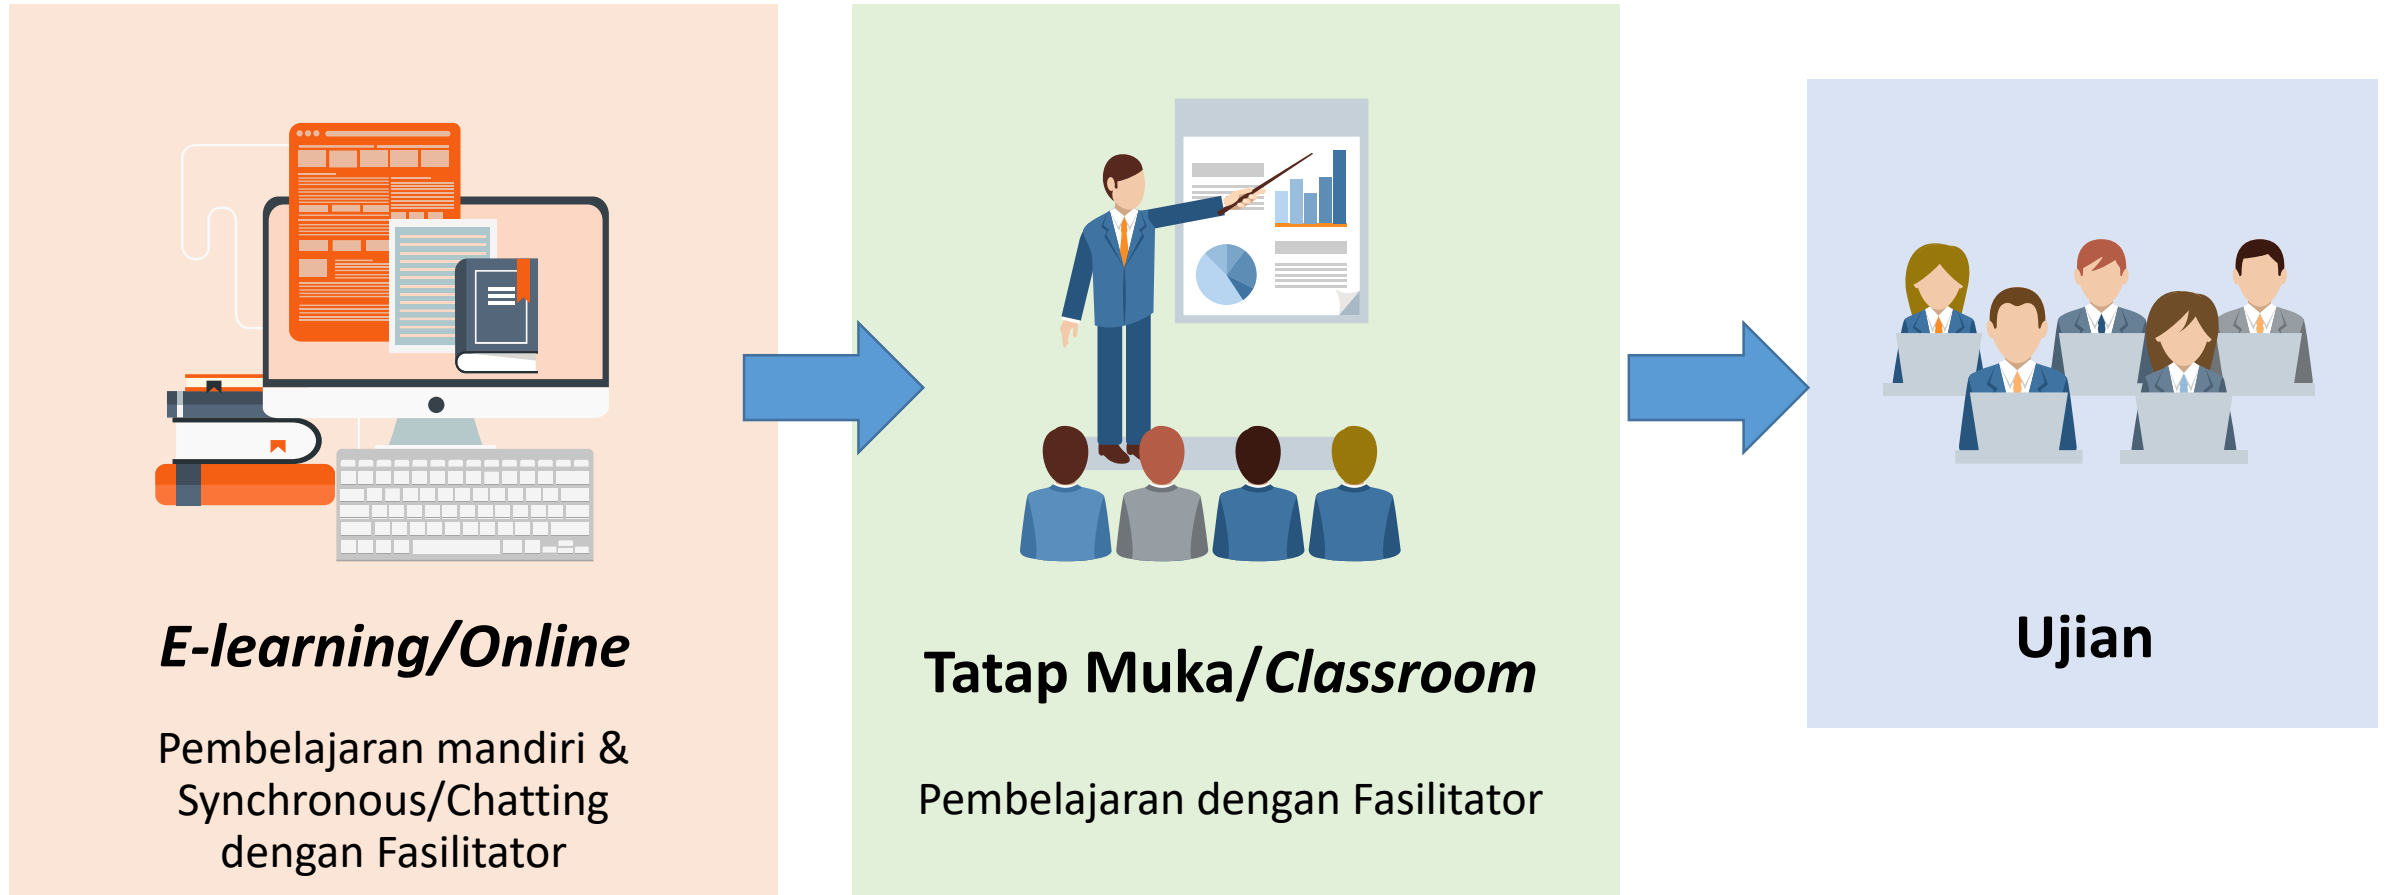 E-learning/Online
Pembelajaran mandiri &
Synchronous/Chatting
dengan Fasilitator
Tatap Muka/Classroom
Pembelajaran dengan Fasilitator
Ujian